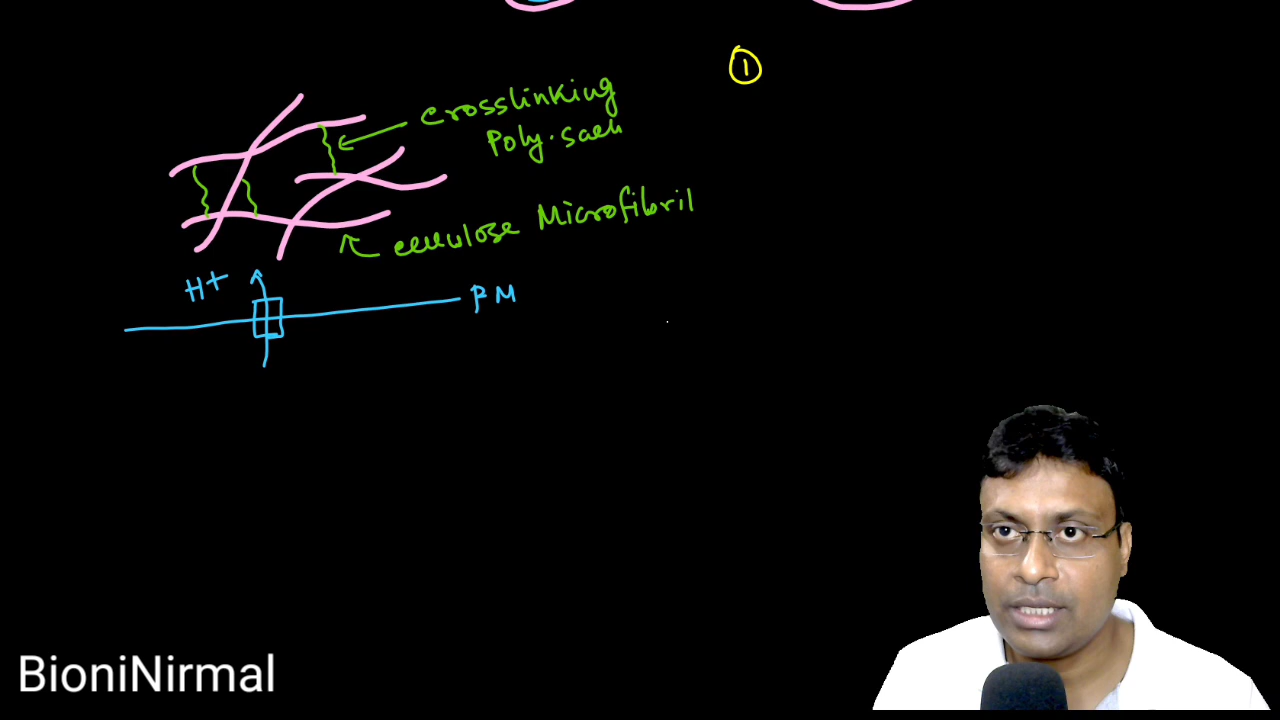 ①
Crosslinking
Poly.sach
cellulose Microfibril
H+
PM
BioniNirmal